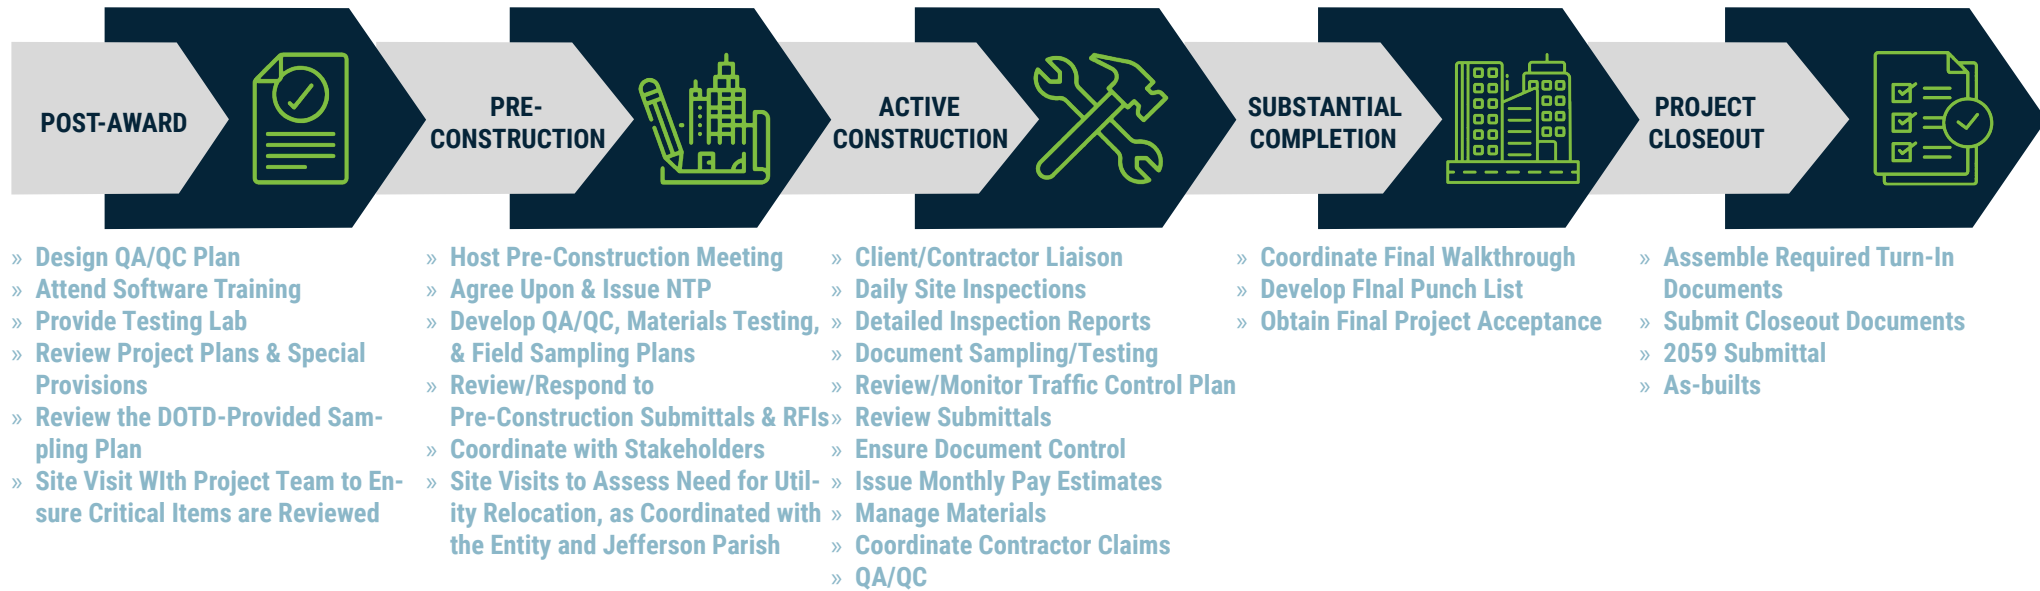 POST-AWARD
» Design QA/QC Plan
» Attend Software Training
» Provide Testing Lab
» Review Project Plans & Special
Provisions
» Review the DOTD-Provided Sam-
pling Plan
» Site Visit WIth Project Team to En-
sure Critical Items are Reviewed
PRE-
CONSTRUCTION
» Host Pre-Construction Meeting
» Agree Upon & Issue NTP
» Develop QA/QC, Materials Testing,
& Field Sampling Plans
» Review/Respond to
Pre-Construction Submittals & RFIs
» Coordinate with Stakeholders
» Site Visits to Assess Need for Util-
ity Relocation, as Coordinated with
the Entity and Jefferson Parish
ACTIVE
CONSTRUCTION
» Client/Contractor Liaison
» Daily Site Inspections
» Detailed Inspection Reports
» Document Sampling/Testing
» Review/Monitor Traffic Control Plan
» Review Submittals
» Ensure Document Control
» Issue Monthly Pay Estimates
» Manage Materials
» Coordinate Contractor Claims
» QA/QC
SUBSTANTIAL
COMPLETION
» Coordinate Final Walkthrough
» Develop FInal Punch List
» Obtain Final Project Acceptance
PROJECT
CLOSEOUT
» Assemble Required Turn-In
Documents
» Submit Closeout Documents
» 2059 Submittal
» As-builts